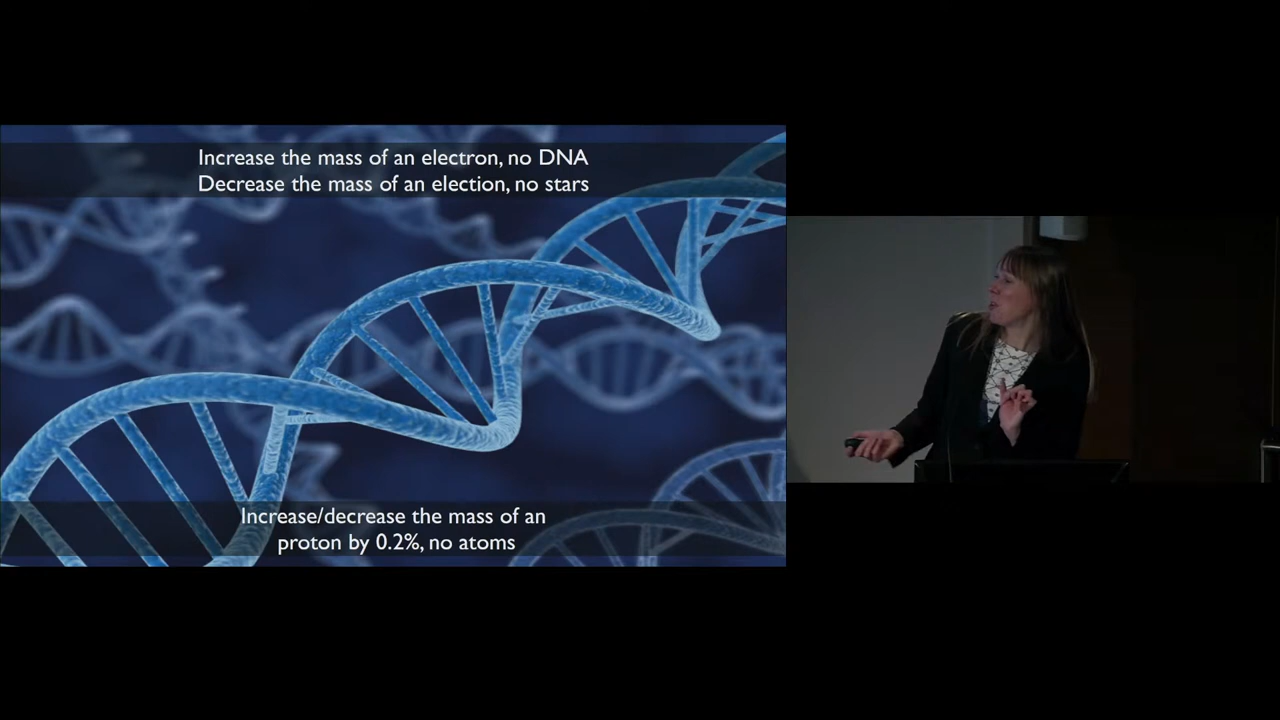 Increase the mass of an electron, no DNA
Decrease the mass of an election, no stars
Increase/decrease the mass of an
proton by 0.2%, no atoms